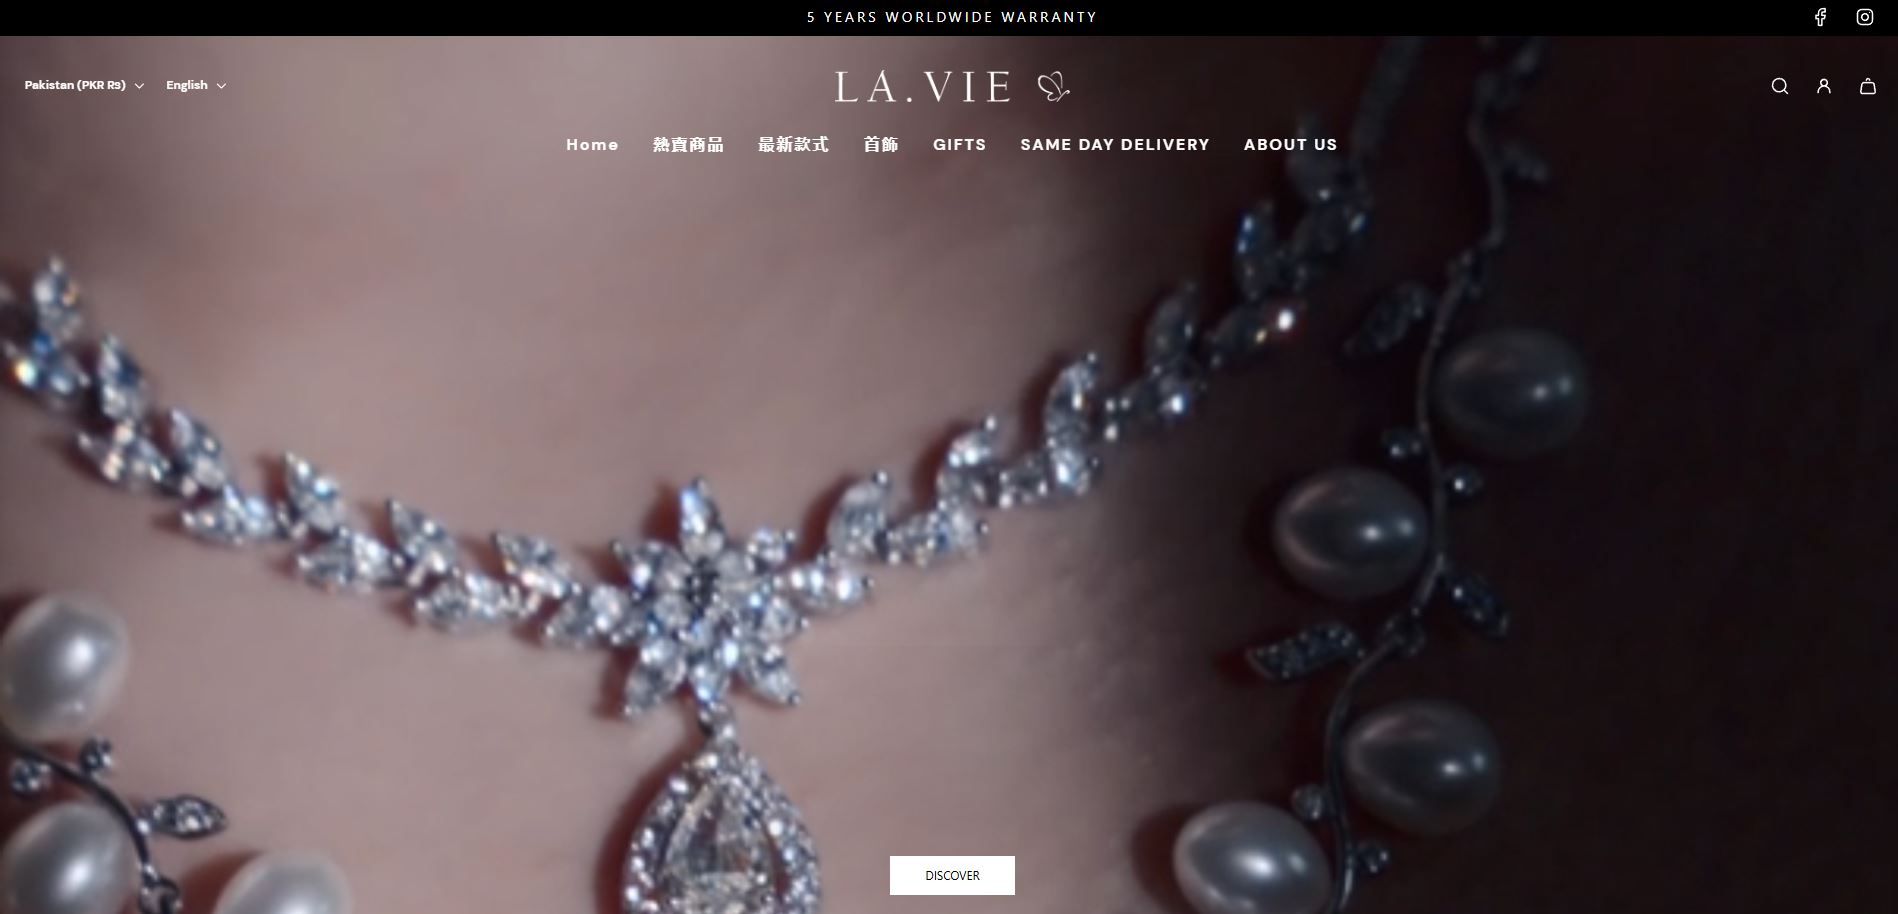 5 YEARS WORLDWIDE WARRANTY
Pakistan (PKR ₨) English
LA.VIE
Home 熱賣商品 最新款式 首飾 GIFTS SAME DAY DELIVERY ABOUT US
DISCOVER